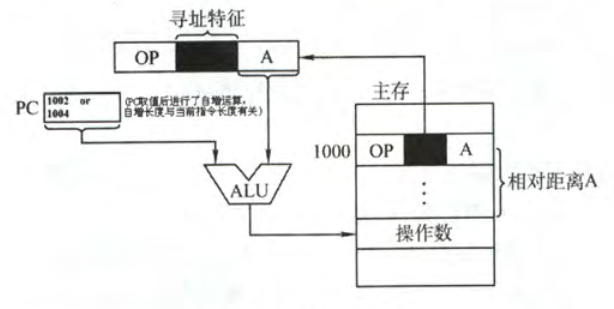 寻址特征
OP A
主存
PC 1002 or (PC取值后进行了自增运算,
1004 自增长度与当前指令长度有关)
1000 OP A
相对距离A
ALU
⋮
操作数